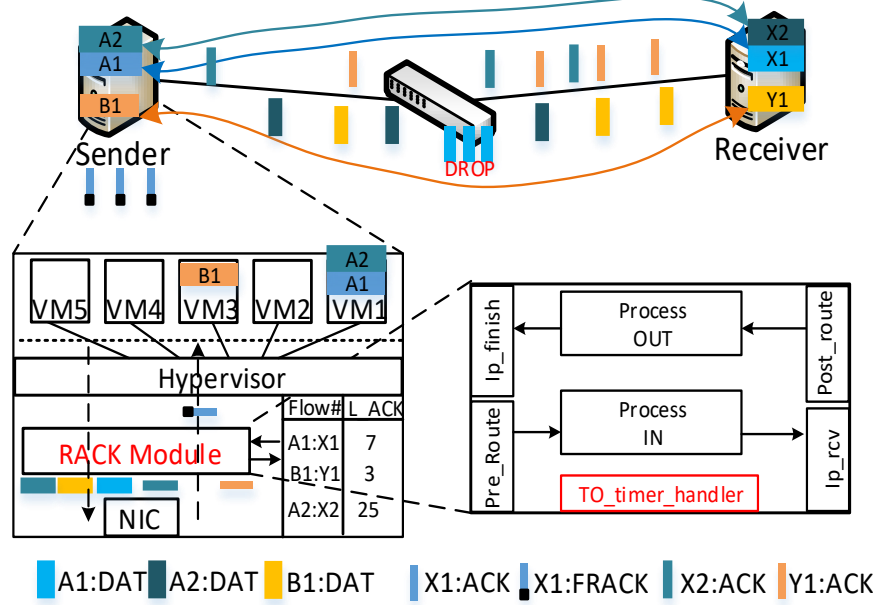 A2
A1
B1
Sender
DROP
X2
X1
Y1
Receiver
A2
A1
B1
VM5 VM4 VM3 VM2 VM1
Hypervisor
Flow# L_ACK
RACK Module
A1:X1 7
B1:Y1 3
A2:X2 25
NIC
Ip_finish
Process
OUT
Post_route
Pre_Route
Process
IN
Ip_rcv
TO_timer_handler
A1:DAT A2:DAT B1:DAT X1:ACK X1:FRACK X2:ACK Y1:ACK